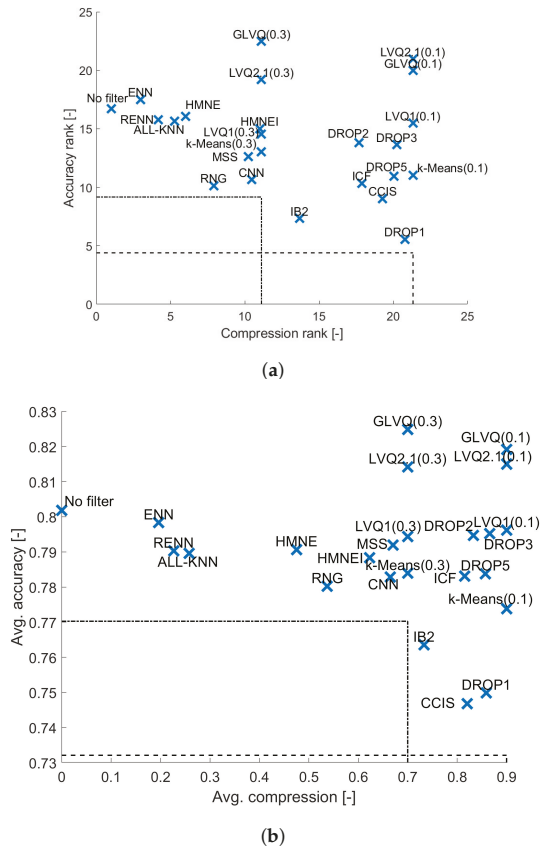 25
20
15
10
5
0
0 5 10 15 20 25
Accuracy rank [-]
Compression rank [-]
GLVQ(0.3)
LVQ2.1(0.1)
GLVQ(0.1)
LVQ2.1(0.3)
ENN
No filter
HMNE
RENN
ALL-KNN
HMNEI
LVQ1(0.3)
LVQ1(0.1)
k-Means(0.3)
DROP2
DROP3
MSS
RNG
CNN
DROP5
k-Means(0.1)
ICF
CCIS
IB2
DROP1
(a)
0.83
0.82
0.81
0.8
0.79
0.78
0.77
0.76
0.75
0.74
0.73
0 0.1 0.2 0.3 0.4 0.5 0.6 0.7 0.8 0.9
Avg. accuracy [-]
Avg. compression [-]
GLVQ(0.3)
GLVQ(0.1)
LVQ2.1(0.3)
LVQ2.1(0.1)
No filter
ENN
RENN
ALL-KNN
HMNE
LVQ1(0.3)
DROP2
LVQ1(0.1)
MSS
DROP3
HMNEI
k-Means(0.3)
RNG
CNN
ICF
DROP5
k-Means(0.1)
IB2
DROP1
CCIS
(b)